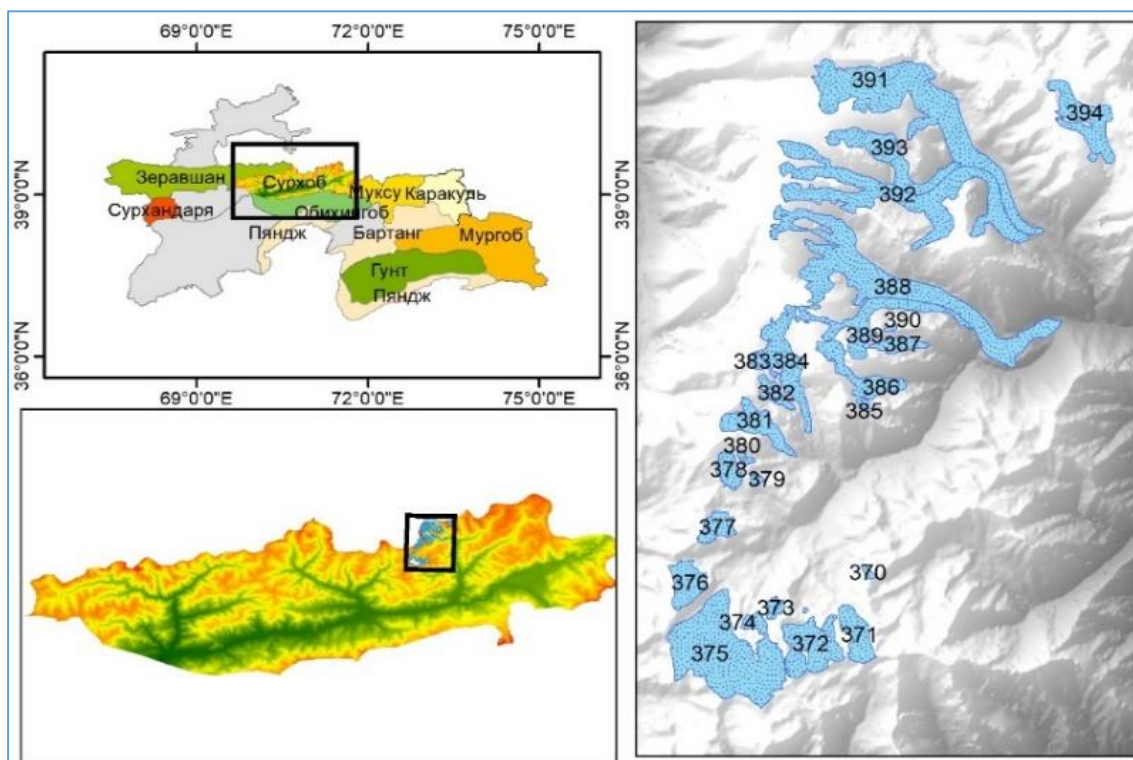 69°0'0"E 72°0'0"E 75°0'0"E
39°0'0"N
36°0'0"N
Зеравшан
Сурхоб
Муксу
Каракуль
Сурхандаря
Обихингоб
Пяндж
Бартанг
Мургоб
Гунт
Пяндж
39°0'0"N
36°0'0"N
69°0'0"E 72°0'0"E 75°0'0"E
391
394
393
392
388
390
389
387
383 384
386
382
385
381
380
378
379
377
370
376
373
374
371
372
375